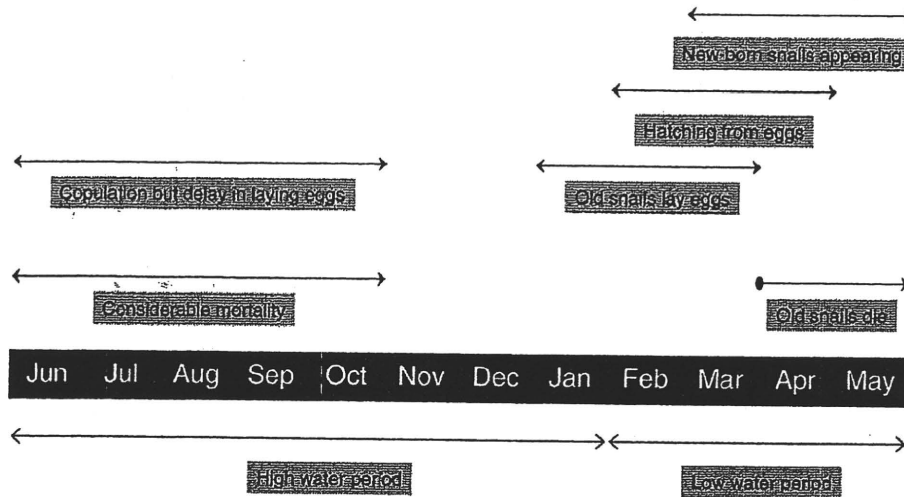 New born snails appearing
Hatching from eggs
Copulation but delay in laying eggs
Old snails lay eggs
Considerable mortality
Old snails die
Jun Jul Aug Sep Oct Nov Dec Jan Feb Mar Apr May
High water period
Low water period